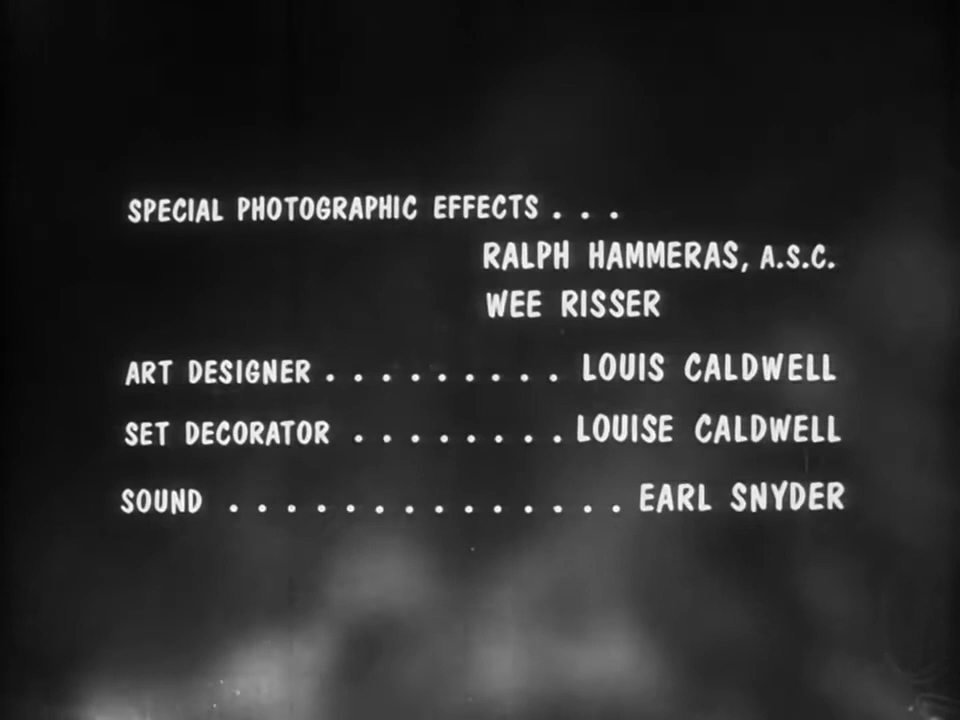 SPECIAL PHOTOGRAPHIC EFFECTS . . .
RALPH HAMMERAS, A.S.C.
WEE RISSER
ART DESIGNER . . . . . . . . . LOUIS CALDWELL
SET DECORATOR . . . . . . . . LOUISE CALDWELL
SOUND . . . . . . . . . . . . . . EARL SNYDER